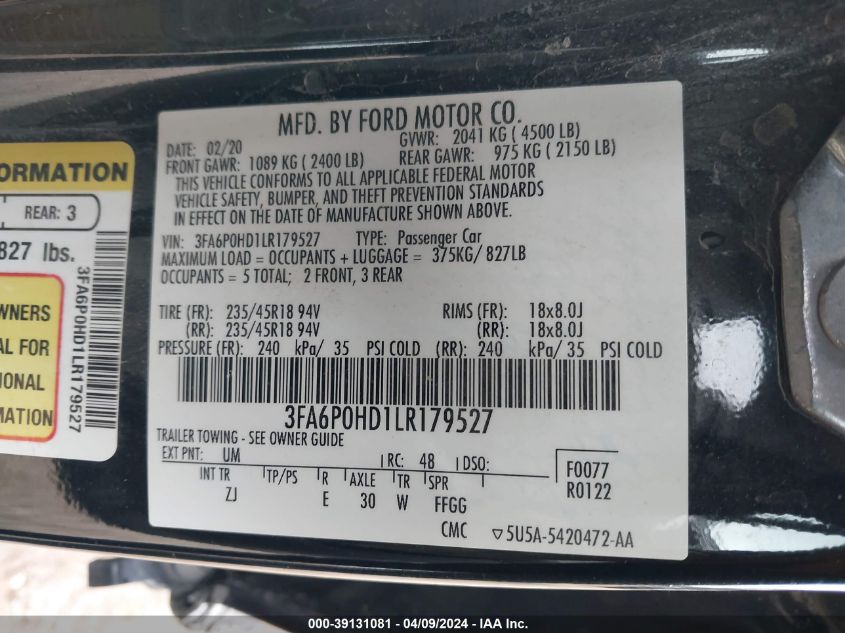 MFD. BY FORD MOTOR CO.
DATE: 02/20 GVWR: 2041 KG ( 4500 LB)
FRONT GAWR: 1089 KG ( 2400 LB) REAR GAWR: 975 KG ( 2150 LB)
THIS VEHICLE CONFORMS TO ALL APPLICABLE FEDERAL MOTOR
VEHICLE SAFETY, BUMPER, AND THEFT PREVENTION STANDARDS
IN EFFECT ON THE DATE OF MANUFACTURE SHOWN ABOVE.
VIN: 3FA6P0HD1LR179527 TYPE: Passenger Car
MAXIMUM LOAD = OCCUPANTS + LUGGAGE = 375KG/ 827LB
OCCUPANTS = 5 TOTAL; 2 FRONT, 3 REAR
TIRE (FR): 235/45R18 94V RIMS (FR): 18x8.0J
(RR): 235/45R18 94V (RR): 18x8.0J
PRESSURE (FR): 240 kPa/ 35 PSI COLD (RR): 240 kPa/ 35 PSI COLD
3FA6P0HD1LR179527
TRAILER TOWING - SEE OWNER GUIDE
EXT PNT: UM RC: 48 DSO: F0077
R0122
INT TR TP/PS R AXLE TR SPR
ZJ E 30 W FFGG
CMC ▽5U5A-5420472-AA
ORMATION
REAR: 3
827 lbs.
WNERS
AL FOR
IONAL
ON
3FA6P0HD1LR179527
000-39131081 - 04/09/2024 - IAA Inc.